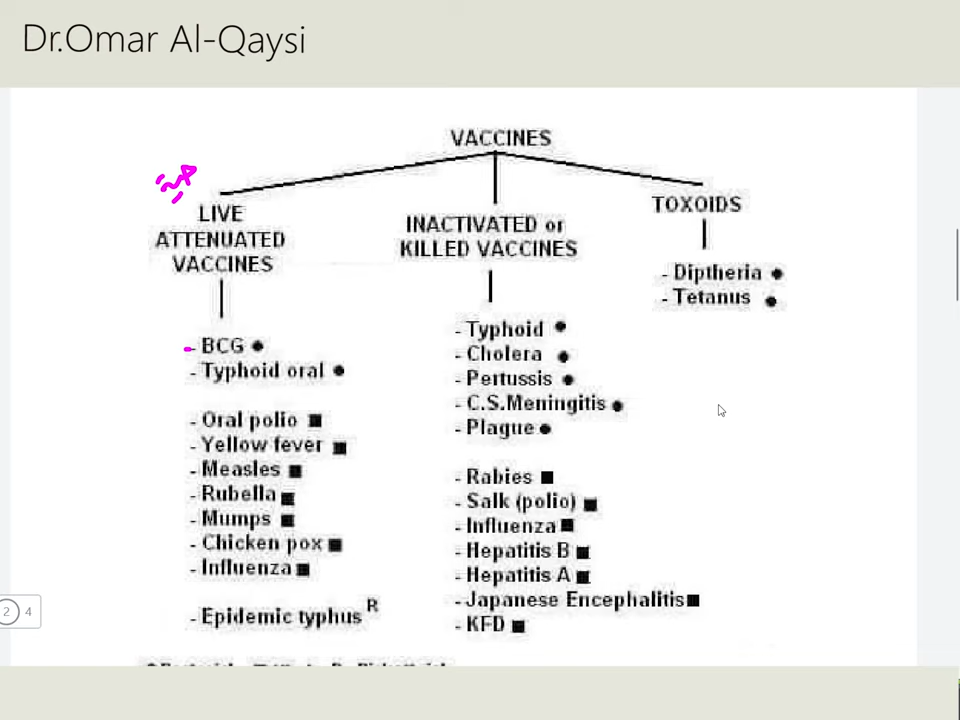 Dr.Omar Al-Qaysi
VACCINES
LIVE
ATTENUATED
VACCINES
- BCG ●
- Typhoid oral ●
- Oral polio ■
- Yellow fever ■
- Measles ■
- Rubella ■
- Mumps ■
- Chicken pox ■
- Influenza ■
- Epidemic typhus R
INACTIVATED or
KILLED VACCINES
- Typhoid ●
- Cholera ●
- Pertussis ●
- C.S.Meningitis ●
- Plague ●
- Rabies ■
- Salk (polio) ■
- Influenza ■
- Hepatitis B ■
- Hepatitis A ■
- Japanese Encephalitis ■
- KFD ■
TOXOIDS
- Diptheria ●
- Tetanus ●
2 4